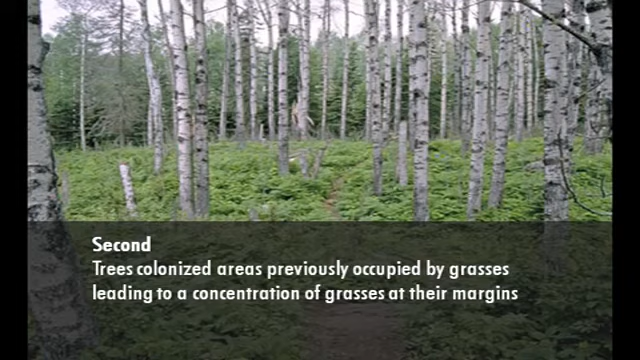 Second
Trees colonized areas previously occupied by grasses
leading to a concentration of grasses at their margins